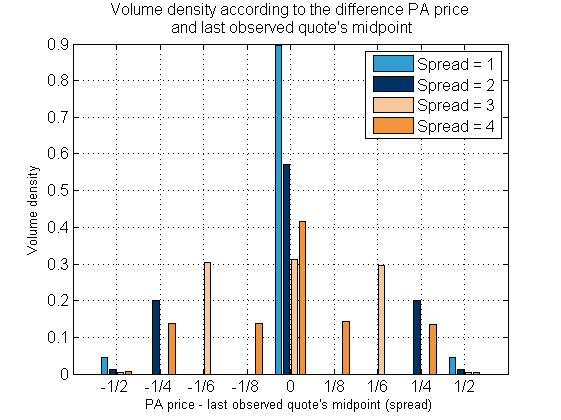 Volume density according to the difference PA price
and last observed quote's midpoint
Spread = 1
Spread = 2
Spread = 3
Spread = 4
Volume density
0.9
0.8
0.7
0.6
0.5
0.4
0.3
0.2
0.1
0
-1/2 -1/4 -1/6 -1/8 0 1/8 1/6 1/4 1/2
PA price - last observed quote's midpoint (spread)